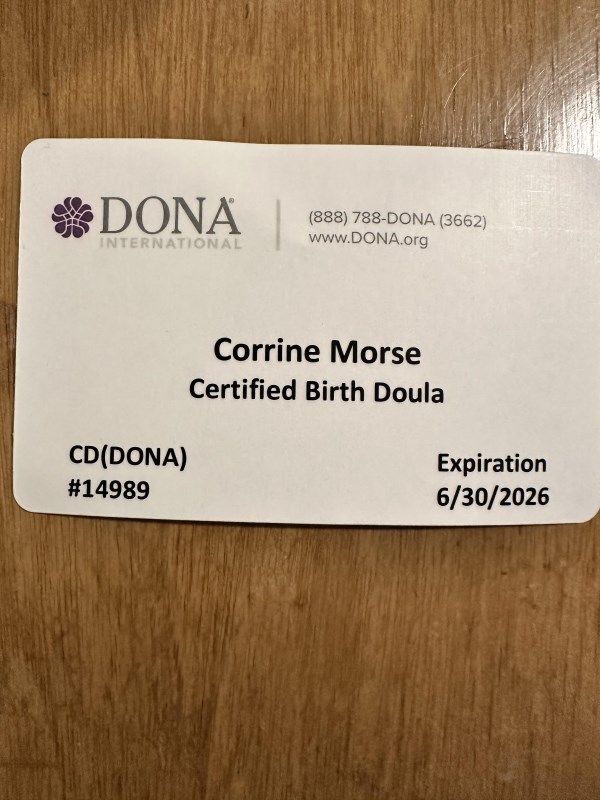 DONA®
INTERNATIONAL
(888) 788-DONA (3662)
www.DONA.org
Corrine Morse
Certified Birth Doula
CD(DONA)
#14989
Expiration
6/30/2026